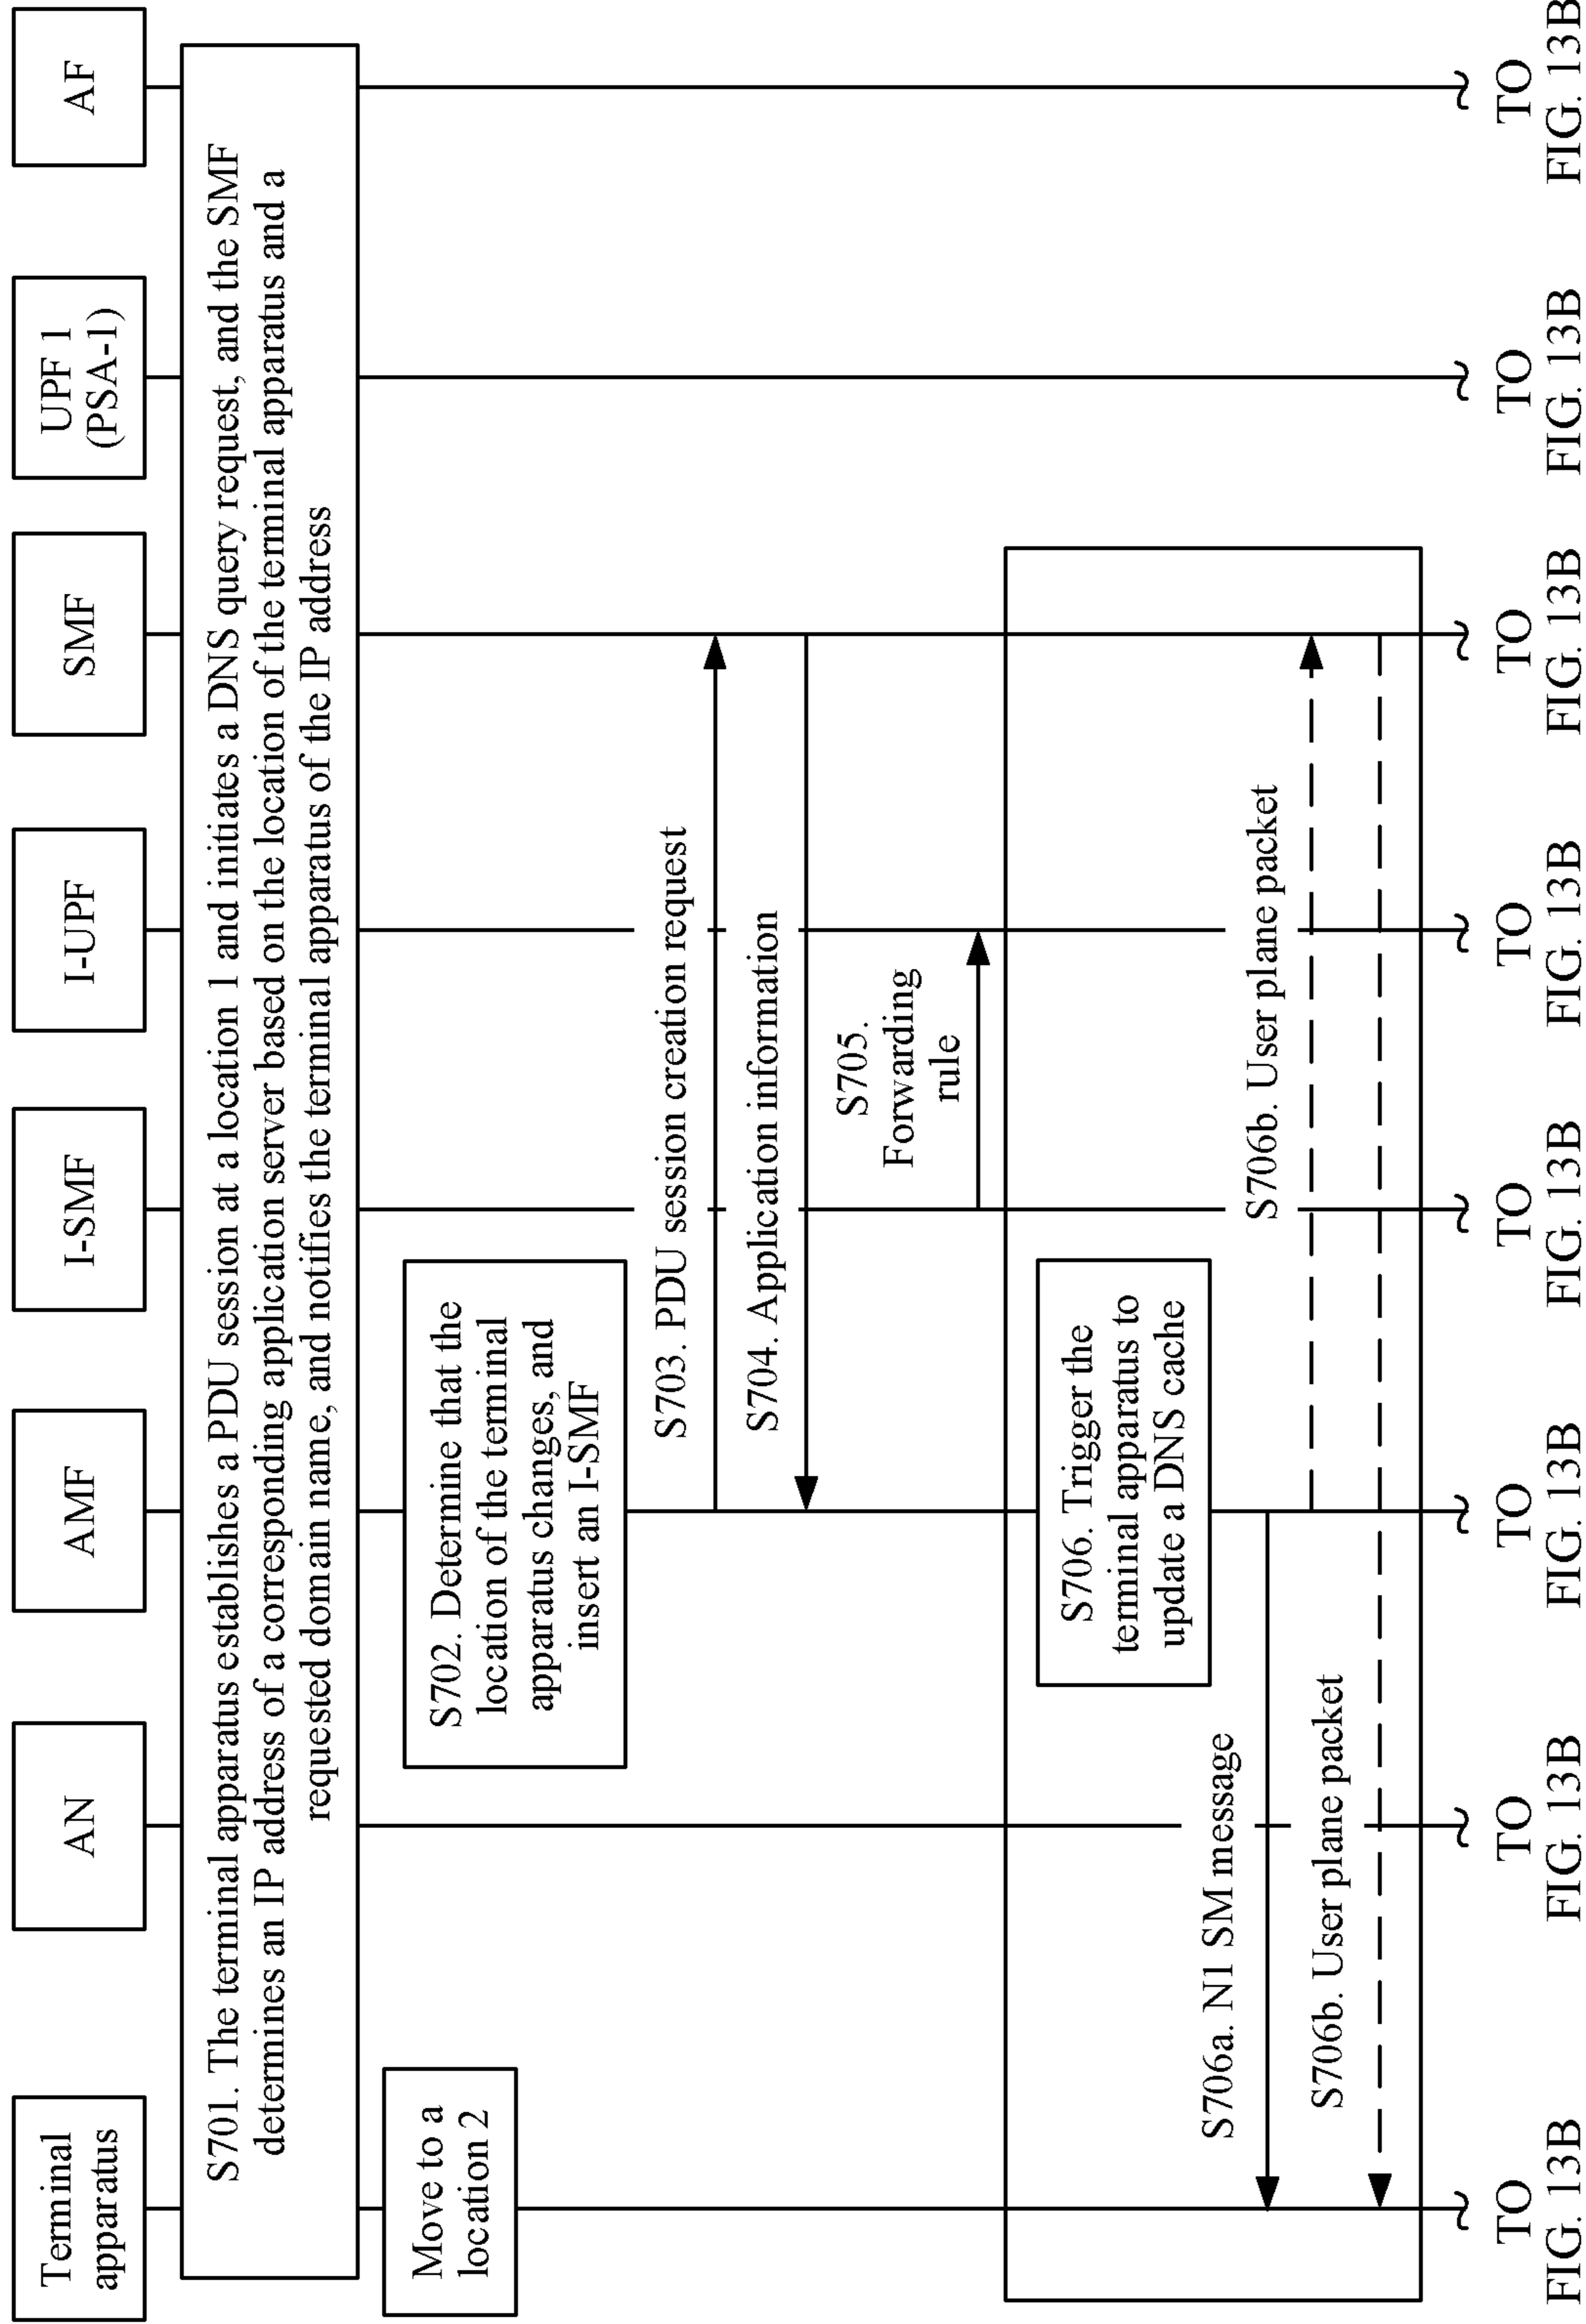 Terminal
apparatus
AN
AMF
I-SMF
I-UPF
SMF
UPF 1
(PSA-1)
AF
S701. The terminal apparatus establishes a PDU session at a location 1 and initiates a DNS query request, and the SMF
determines an IP address of a corresponding application server based on the location of the terminal apparatus and a
requested domain name, and notifies the terminal apparatus of the IP address
Move to a
location 2
S702. Determine that the
location of the terminal
apparatus changes, and
insert an I-SMF
S703. PDU session creation request
S704. Application information
S705.
Forwarding
rule
S706. Trigger the
terminal apparatus to
update a DNS cache
S706a. N1 SM message
S706b. User plane packet
S706b. User plane packet
TO
FIG. 13B
TO
FIG. 13B
TO
FIG. 13B
TO
FIG. 13B
TO
FIG. 13B
TO
FIG. 13B
TO
FIG. 13B
TO
FIG. 13B